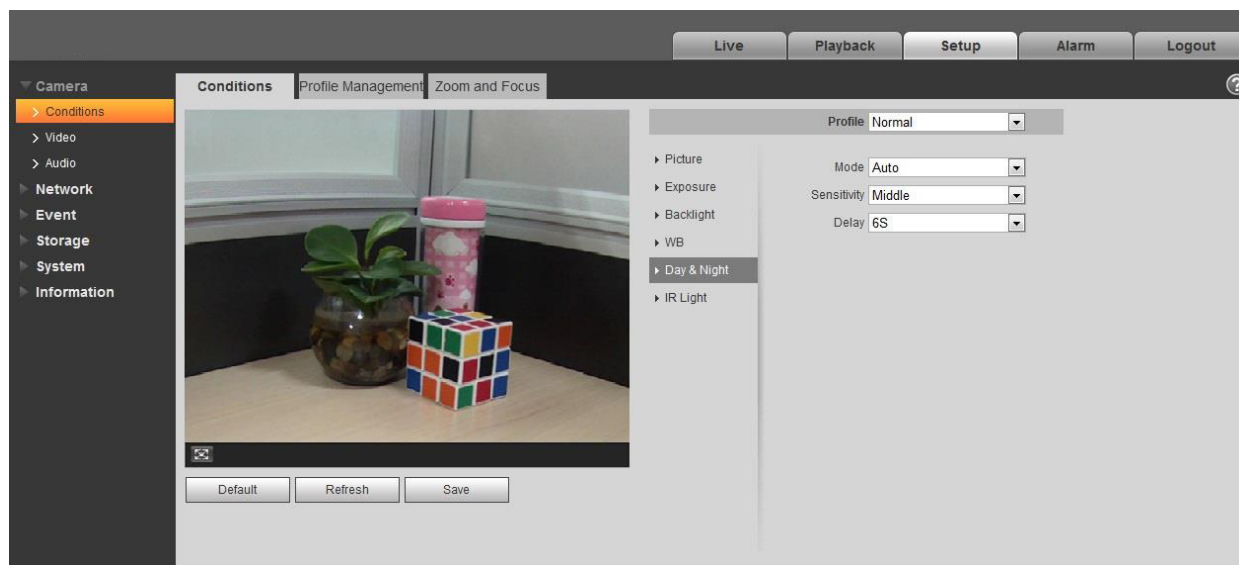 Live
Playback
Setup
Alarm
Logout
Camera
Conditions
Video
Audio
Network
Event
Storage
System
Information
Conditions
Profile Management
Zoom and Focus
?
Default
Refresh
Save
Profile Normal
Picture
Exposure
Backlight
WB
Day & Night
IR Light
Mode Auto
Sensitivity Middle
Delay 6S